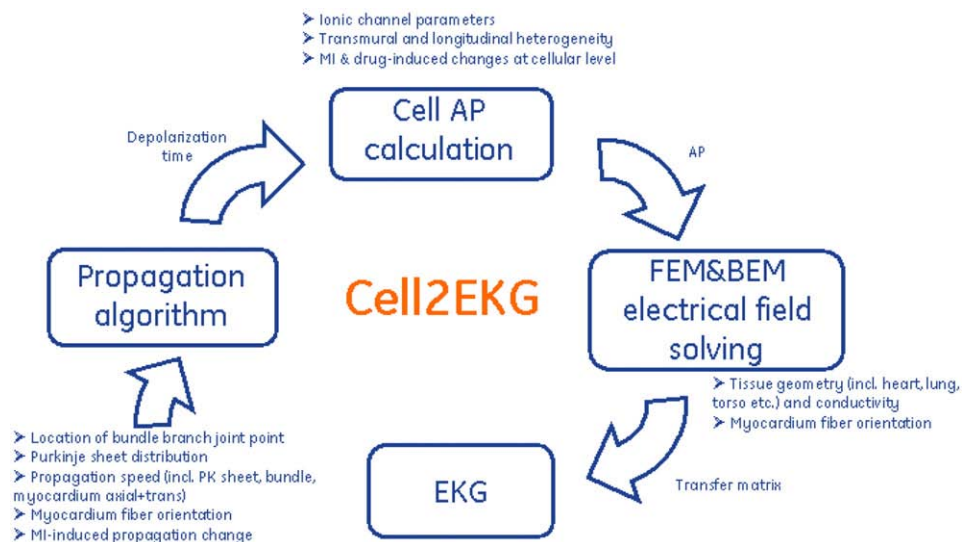 ➤ Ionic channel parameters
➤ Transmural and longitudinal heterogeneity
➤ MI & drug-induced changes at cellular level
Cell AP
calculation
Depolarization
time
AP
Propagation
algorithm
Cell2EKG
FEM&BEM
electrical field
solving
➤ Tissue geometry (incl. heart, lung,
torso etc.) and conductivity
➤ Myocardium fiber orientation
➤ Location of bundle branch joint point
➤ Purkinje sheet distribution
➤ Propagation speed (incl. PK sheet, bundle,
myocardium axial+trans)
➤ Myocardium fiber orientation
➤ MI-induced propagation change
EKG
Transfer matrix